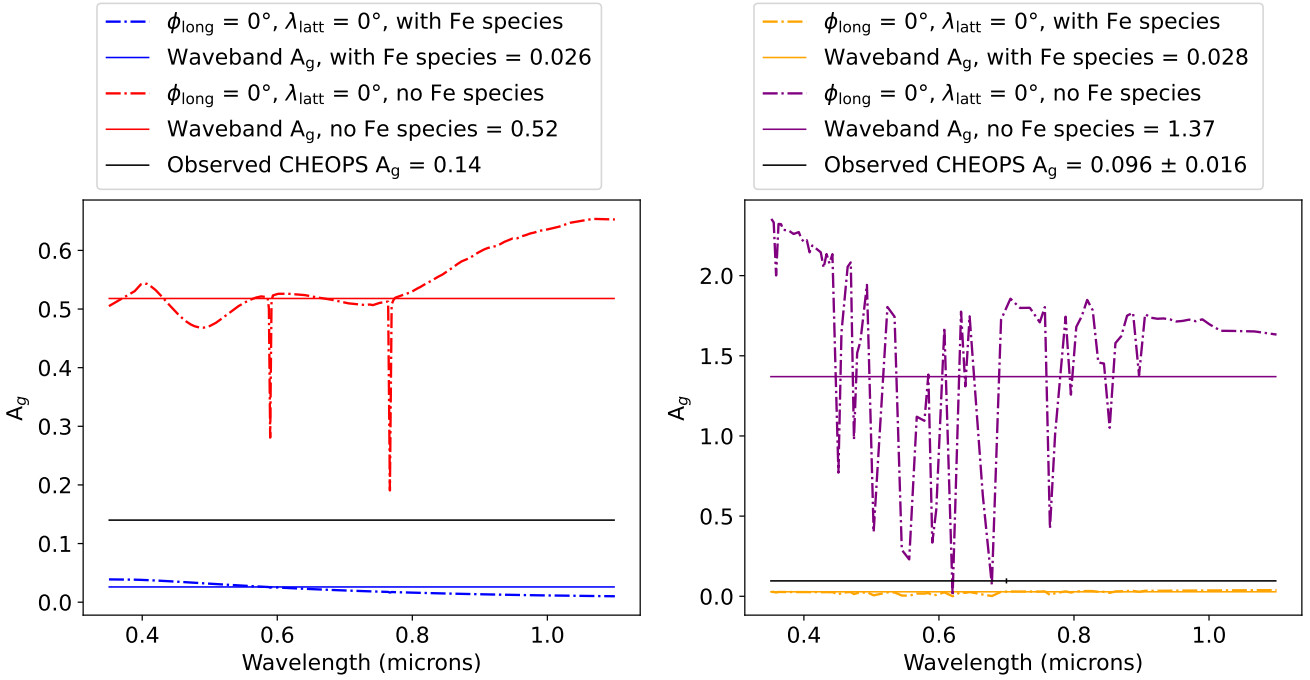 ϕlong = 0°, λlatt = 0°, with Fe species
Waveband Ag, with Fe species = 0.026
ϕlong = 0°, λlatt = 0°, no Fe species
Waveband Ag, no Fe species = 0.52
Observed CHEOPS Ag = 0.14
0.6
0.5
0.4
0.3
0.2
0.1
0.0
Ag
0.4 0.6 0.8 1.0
Wavelength (microns)
ϕlong = 0°, λlatt = 0°, with Fe species
Waveband Ag, with Fe species = 0.028
ϕlong = 0°, λlatt = 0°, no Fe species
Waveband Ag, no Fe species = 1.37
Observed CHEOPS Ag = 0.096 ± 0.016
2.0
1.5
1.0
0.5
0.0
Ag
0.4 0.6 0.8 1.0
Wavelength (microns)